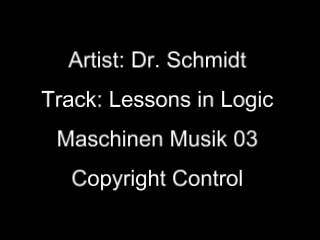 Artist: Dr. Schmidt
Track: Lessons in Logic
Maschinen Musik 03
Copyright Control